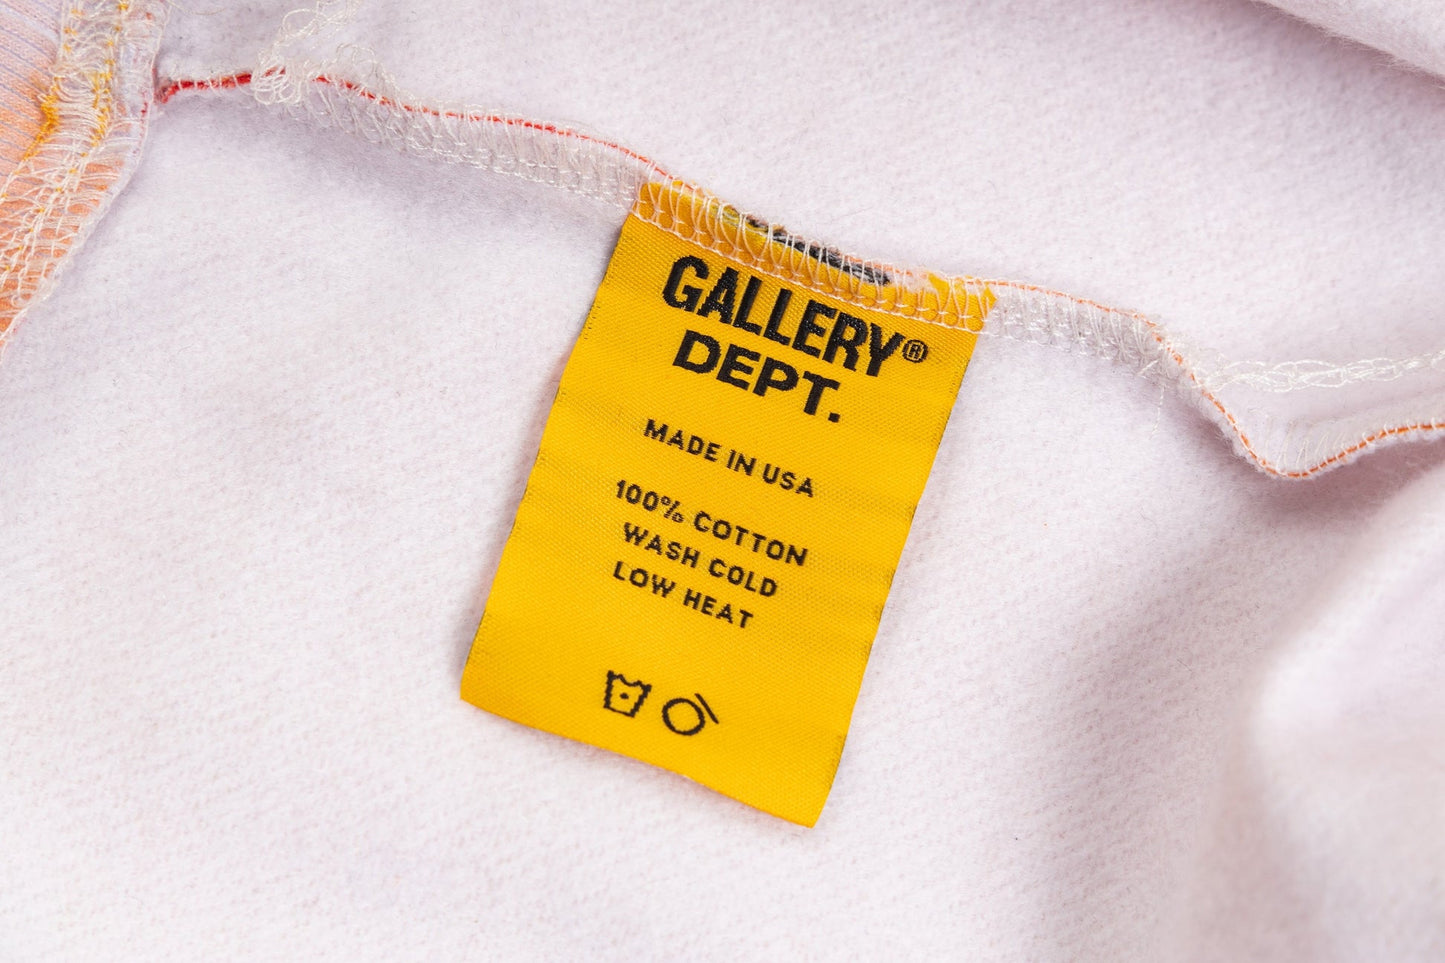 GALLERY®
DEPT.
MADE IN USA
100% COTTON
WASH COLD
LOW HEAT